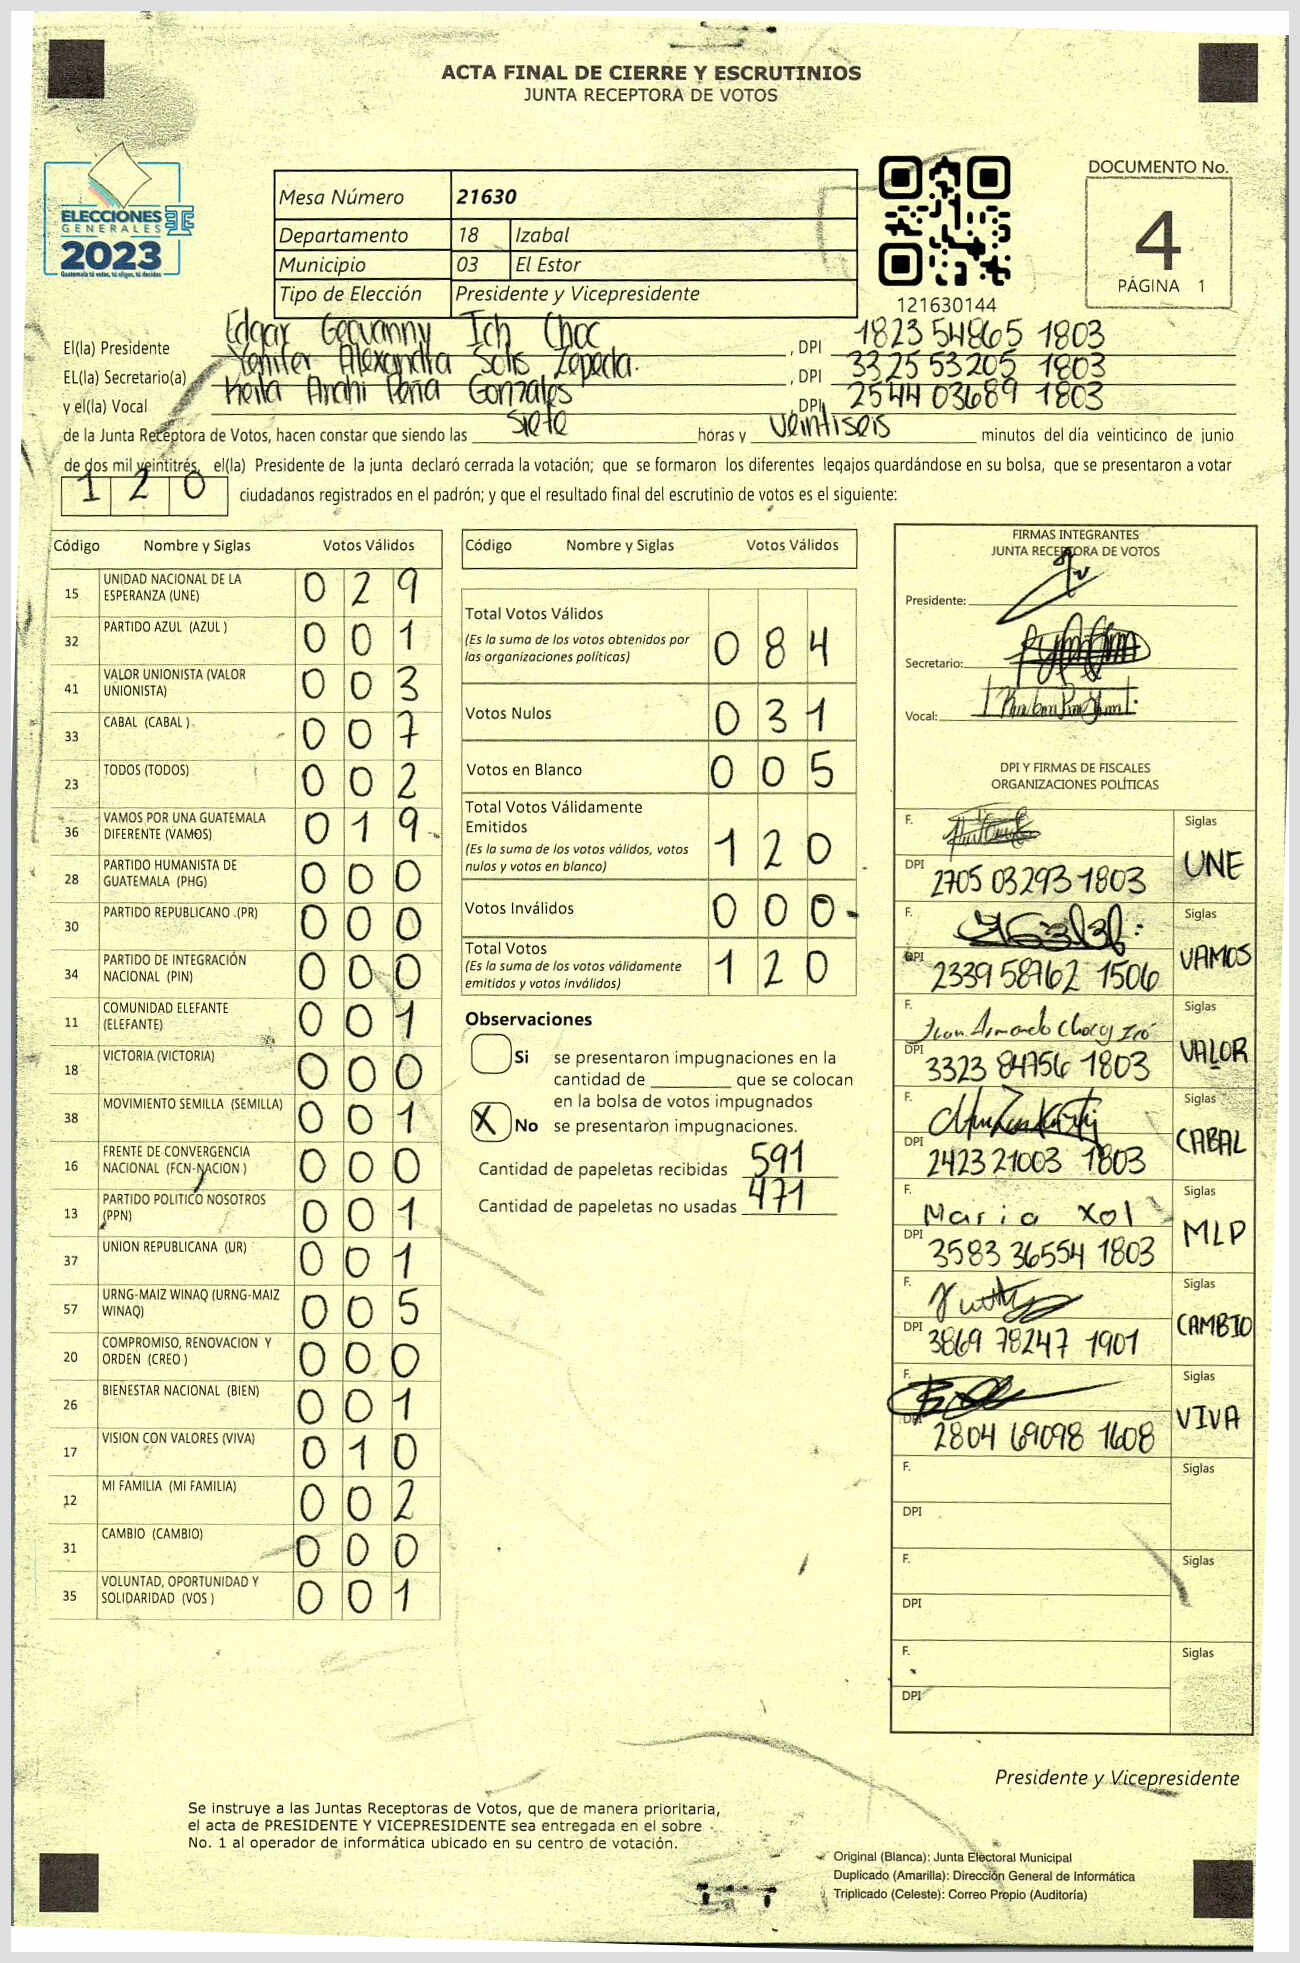 ACTA FINAL DE CIERRE Y ESCRUTINIOS
JUNTA RECEPTORA DE VOTOS
ELECCIONES
GENERALES
2023
Guatemala tú votas, tú eliges, tú decides
Mesa Número 21630
Departamento 18 Izabal
Municipio 03 El Estor
Tipo de Elección Presidente y Vicepresidente
121630144
DOCUMENTO No.
4
PÁGINA 1
El(la) Presidente Edgar Geovanny Ich Choc, DPI 1823 54865 1803
EL(la) Secretario(a) Yenifer Alexandra Solis Zepeda. , DPI 3325 53205 1803
y el(la) Vocal Keila Anahi Peña Gonzales , DPI 2544 03689 1803
de la Junta Receptora de Votos, hacen constar que siendo las siete horas y veintiseis minutos del día veinticinco de junio
de dos mil veintitrés, el(la) Presidente de la junta declaró cerrada la votación; que se formaron los diferentes legajos guardándose en su bolsa, que se presentaron a votar
1 2 0 ciudadanos registrados en el padrón; y que el resultado final del escrutinio de votos es el siguiente:
Código Nombre y Siglas Votos Válidos
15 UNIDAD NACIONAL DE LA ESPERANZA (UNE) 0 2 9
32 PARTIDO AZUL (AZUL ) 0 0 1
41 VALOR UNIONISTA (VALOR UNIONISTA) 0 0 3
33 CABAL (CABAL ) 0 0 7
23 TODOS (TODOS) 0 0 2
36 VAMOS POR UNA GUATEMALA DIFERENTE (VAMOS) 0 1 9
28 PARTIDO HUMANISTA DE GUATEMALA (PHG) 0 0 0
30 PARTIDO REPUBLICANO (PR) 0 0 0
34 PARTIDO DE INTEGRACIÓN NACIONAL (PIN) 0 0 0
11 COMUNIDAD ELEFANTE (ELEFANTE) 0 0 1
18 VICTORIA (VICTORIA) 0 0 0
38 MOVIMIENTO SEMILLA (SEMILLA) 0 0 1
16 FRENTE DE CONVERGENCIA NACIONAL (FCN-NACION ) 0 0 0
13 PARTIDO POLITICO NOSOTROS (PPN) 0 0 1
37 UNION REPUBLICANA (UR) 0 0 1
57 URNG-MAIZ WINAQ (URNG-MAIZ WINAQ) 0 0 5
20 COMPROMISO, RENOVACION Y ORDEN (CREO ) 0 0 0
26 BIENESTAR NACIONAL (BIEN) 0 0 1
17 VISION CON VALORES (VIVA) 0 1 0
12 MI FAMILIA (MI FAMILIA) 0 0 2
31 CAMBIO (CAMBIO) 0 0 0
35 VOLUNTAD, OPORTUNIDAD Y SOLIDARIDAD (VOS ) 0 0 1
Código Nombre y Siglas Votos Válidos
Total Votos Válidos 0 8 4
(Es la suma de los votos obtenidos por las organizaciones políticas)
Votos Nulos 0 3 1
Votos en Blanco 0 0 5
Total Votos Válidamente Emitidos 1 2 0
(Es la suma de los votos válidos, votos nulos y votos en blanco)
Votos Inválidos 0 0 0
Total Votos 1 2 0
(Es la suma de los votos válidamente emitidos y votos inválidos)
Observaciones
Si se presentaron impugnaciones en la
cantidad de ________ que se colocan
en la bolsa de votos impugnados
X No se presentaron impugnaciones.
Cantidad de papeletas recibidas 591
Cantidad de papeletas no usadas 471
FIRMAS INTEGRANTES
JUNTA RECEPTORA DE VOTOS
Presidente:
Secretario:
Vocal:
DPI Y FIRMAS DE FISCALES
ORGANIZACIONES POLÍTICAS
F. Siglas
DPI 2705 03293 1803 UNE
F. Siglas
DPI 2339 58762 1506 VAMOS
F. Juan Armando Choc Siglas
DPI 3323 84756 1803 VALOR
F. Siglas
DPI 2423 21003 1803 CABAL
F. Maria Xol Siglas
DPI 3583 36554 1803 MLP
F. Siglas
DPI 3869 78247 1901 CAMBIO
F. Siglas
DPI 2804 69098 1608 VIVA
F. Siglas
DPI
F. Siglas
DPI
F. Siglas
DPI
Presidente y Vicepresidente
Se instruye a las Juntas Receptoras de Votos, que de manera prioritaria,
el acta de PRESIDENTE Y VICEPRESIDENTE sea entregada en el sobre
No. 1 al operador de informática ubicado en su centro de votación.
Original (Blanca): Junta Electoral Municipal
Duplicado (Amarilla): Dirección General de Informática
Triplicado (Celeste): Correo Propio (Auditoría)